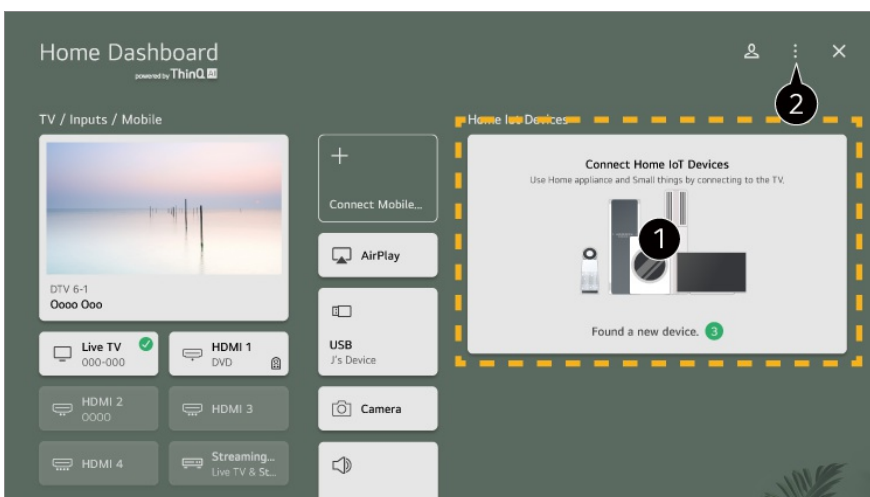 Home Dashboard
powered by ThinQ AI
2
TV / Inputs / Mobile
Home Iot Devices
DTV 6-1
Oooo Ooo
Live TV
000-000
HDMI 1
DVD
HDMI 2
OOOO
HDMI 3
HDMI 4
Streaming...
Live TV & St...
Connect Mobile...
AirPlay
USB
J's Device
Camera
Connect Home IoT Devices
Use Home appliance and Small things by connecting to the TV.
1
Found a new device. 3